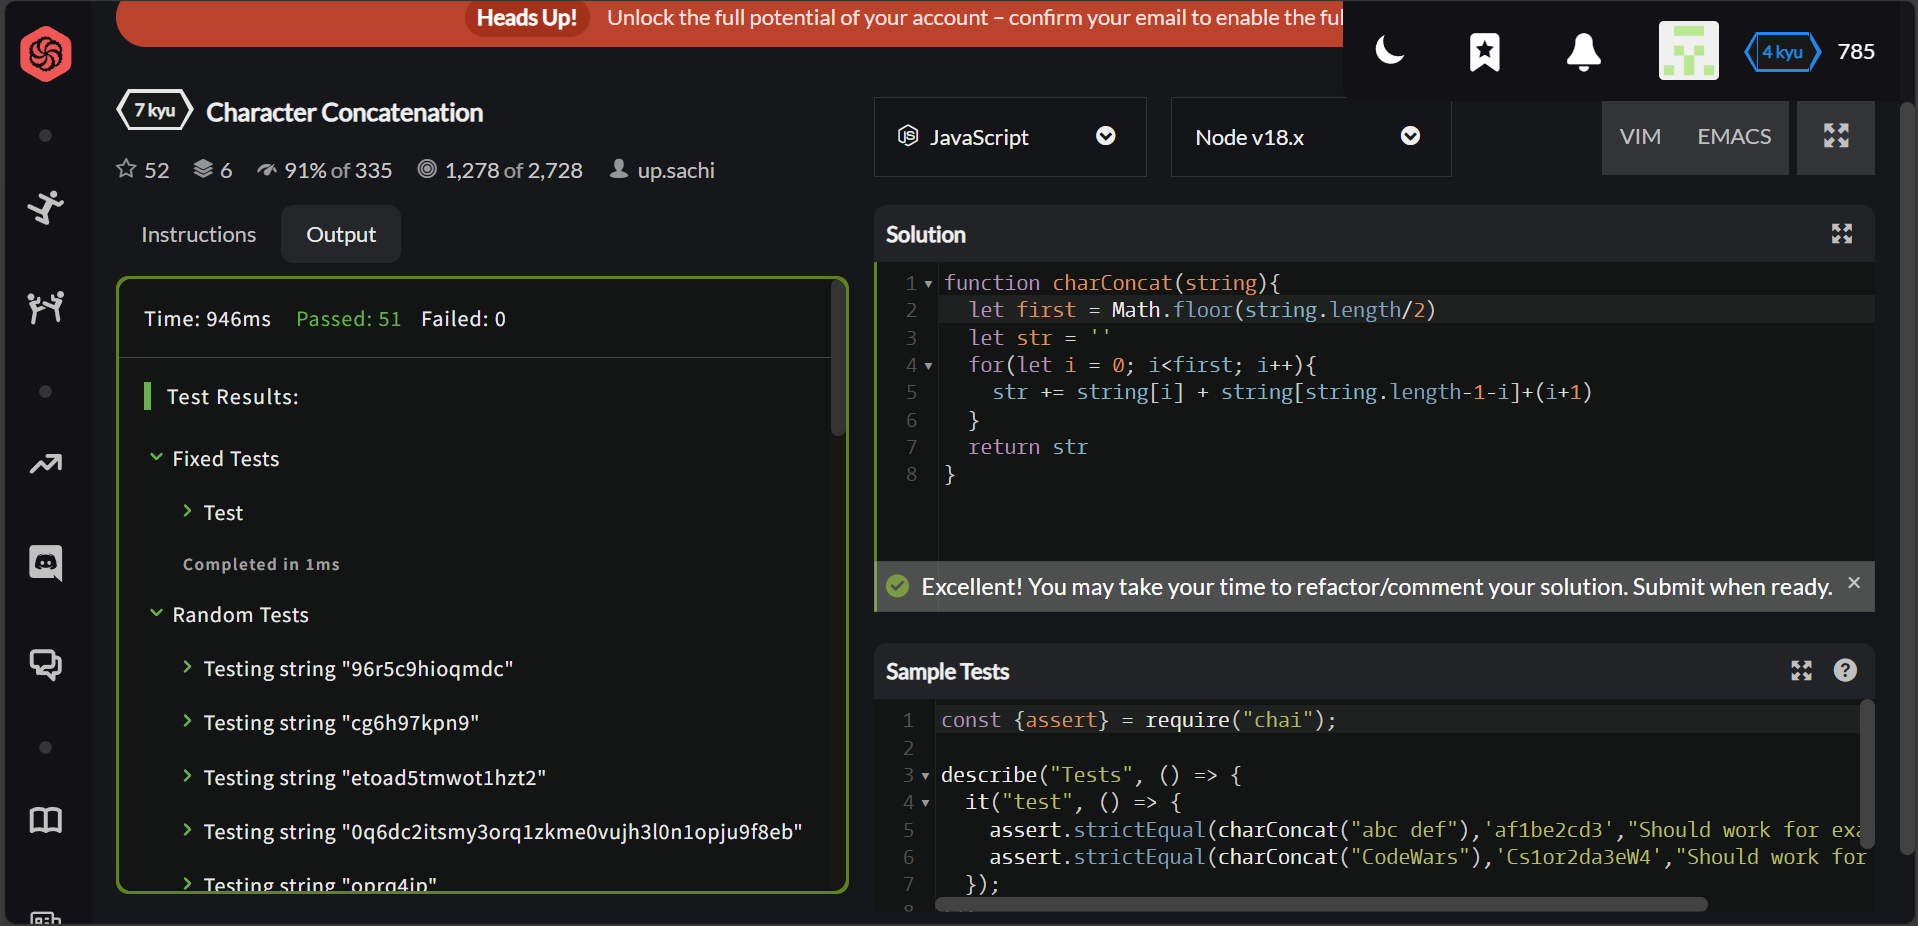 Heads Up! Unlock the full potential of your account – confirm your email to enable the ful
4 kyu 785
7 kyu Character Concatenation
52 6 91% of 335 1,278 of 2,728 up.sachi
JavaScript
Node v18.x
VIM EMACS
Instructions Output
Time: 946ms Passed: 51 Failed: 0
Test Results:
Fixed Tests
Test
Completed in 1ms
Random Tests
Testing string "96r5c9hioqmdc"
Testing string "cg6h97kpn9"
Testing string "etoad5tmwot1hzt2"
Testing string "0q6dc2itsmy3orq1zkme0vujh3l0n1opju9f8eb"
Testing string "oprq4ip"
Solution
1 function charConcat(string){
2 let first = Math.floor(string.length/2)
3 let str = ''
4 for(let i = 0; i<first; i++){
5 str += string[i] + string[string.length-1-i]+(i+1)
6 }
7 return str
8 }
Excellent! You may take your time to refactor/comment your solution. Submit when ready. ×
Sample Tests
1 const {assert} = require("chai");
2
3 describe("Tests", () => {
4 it("test", () => {
5 assert.strictEqual(charConcat("abc def"),'af1be2cd3',"Should work for exa
6 assert.strictEqual(charConcat("CodeWars"),'Cs1or2da3eW4',"Should work for
7 });
8